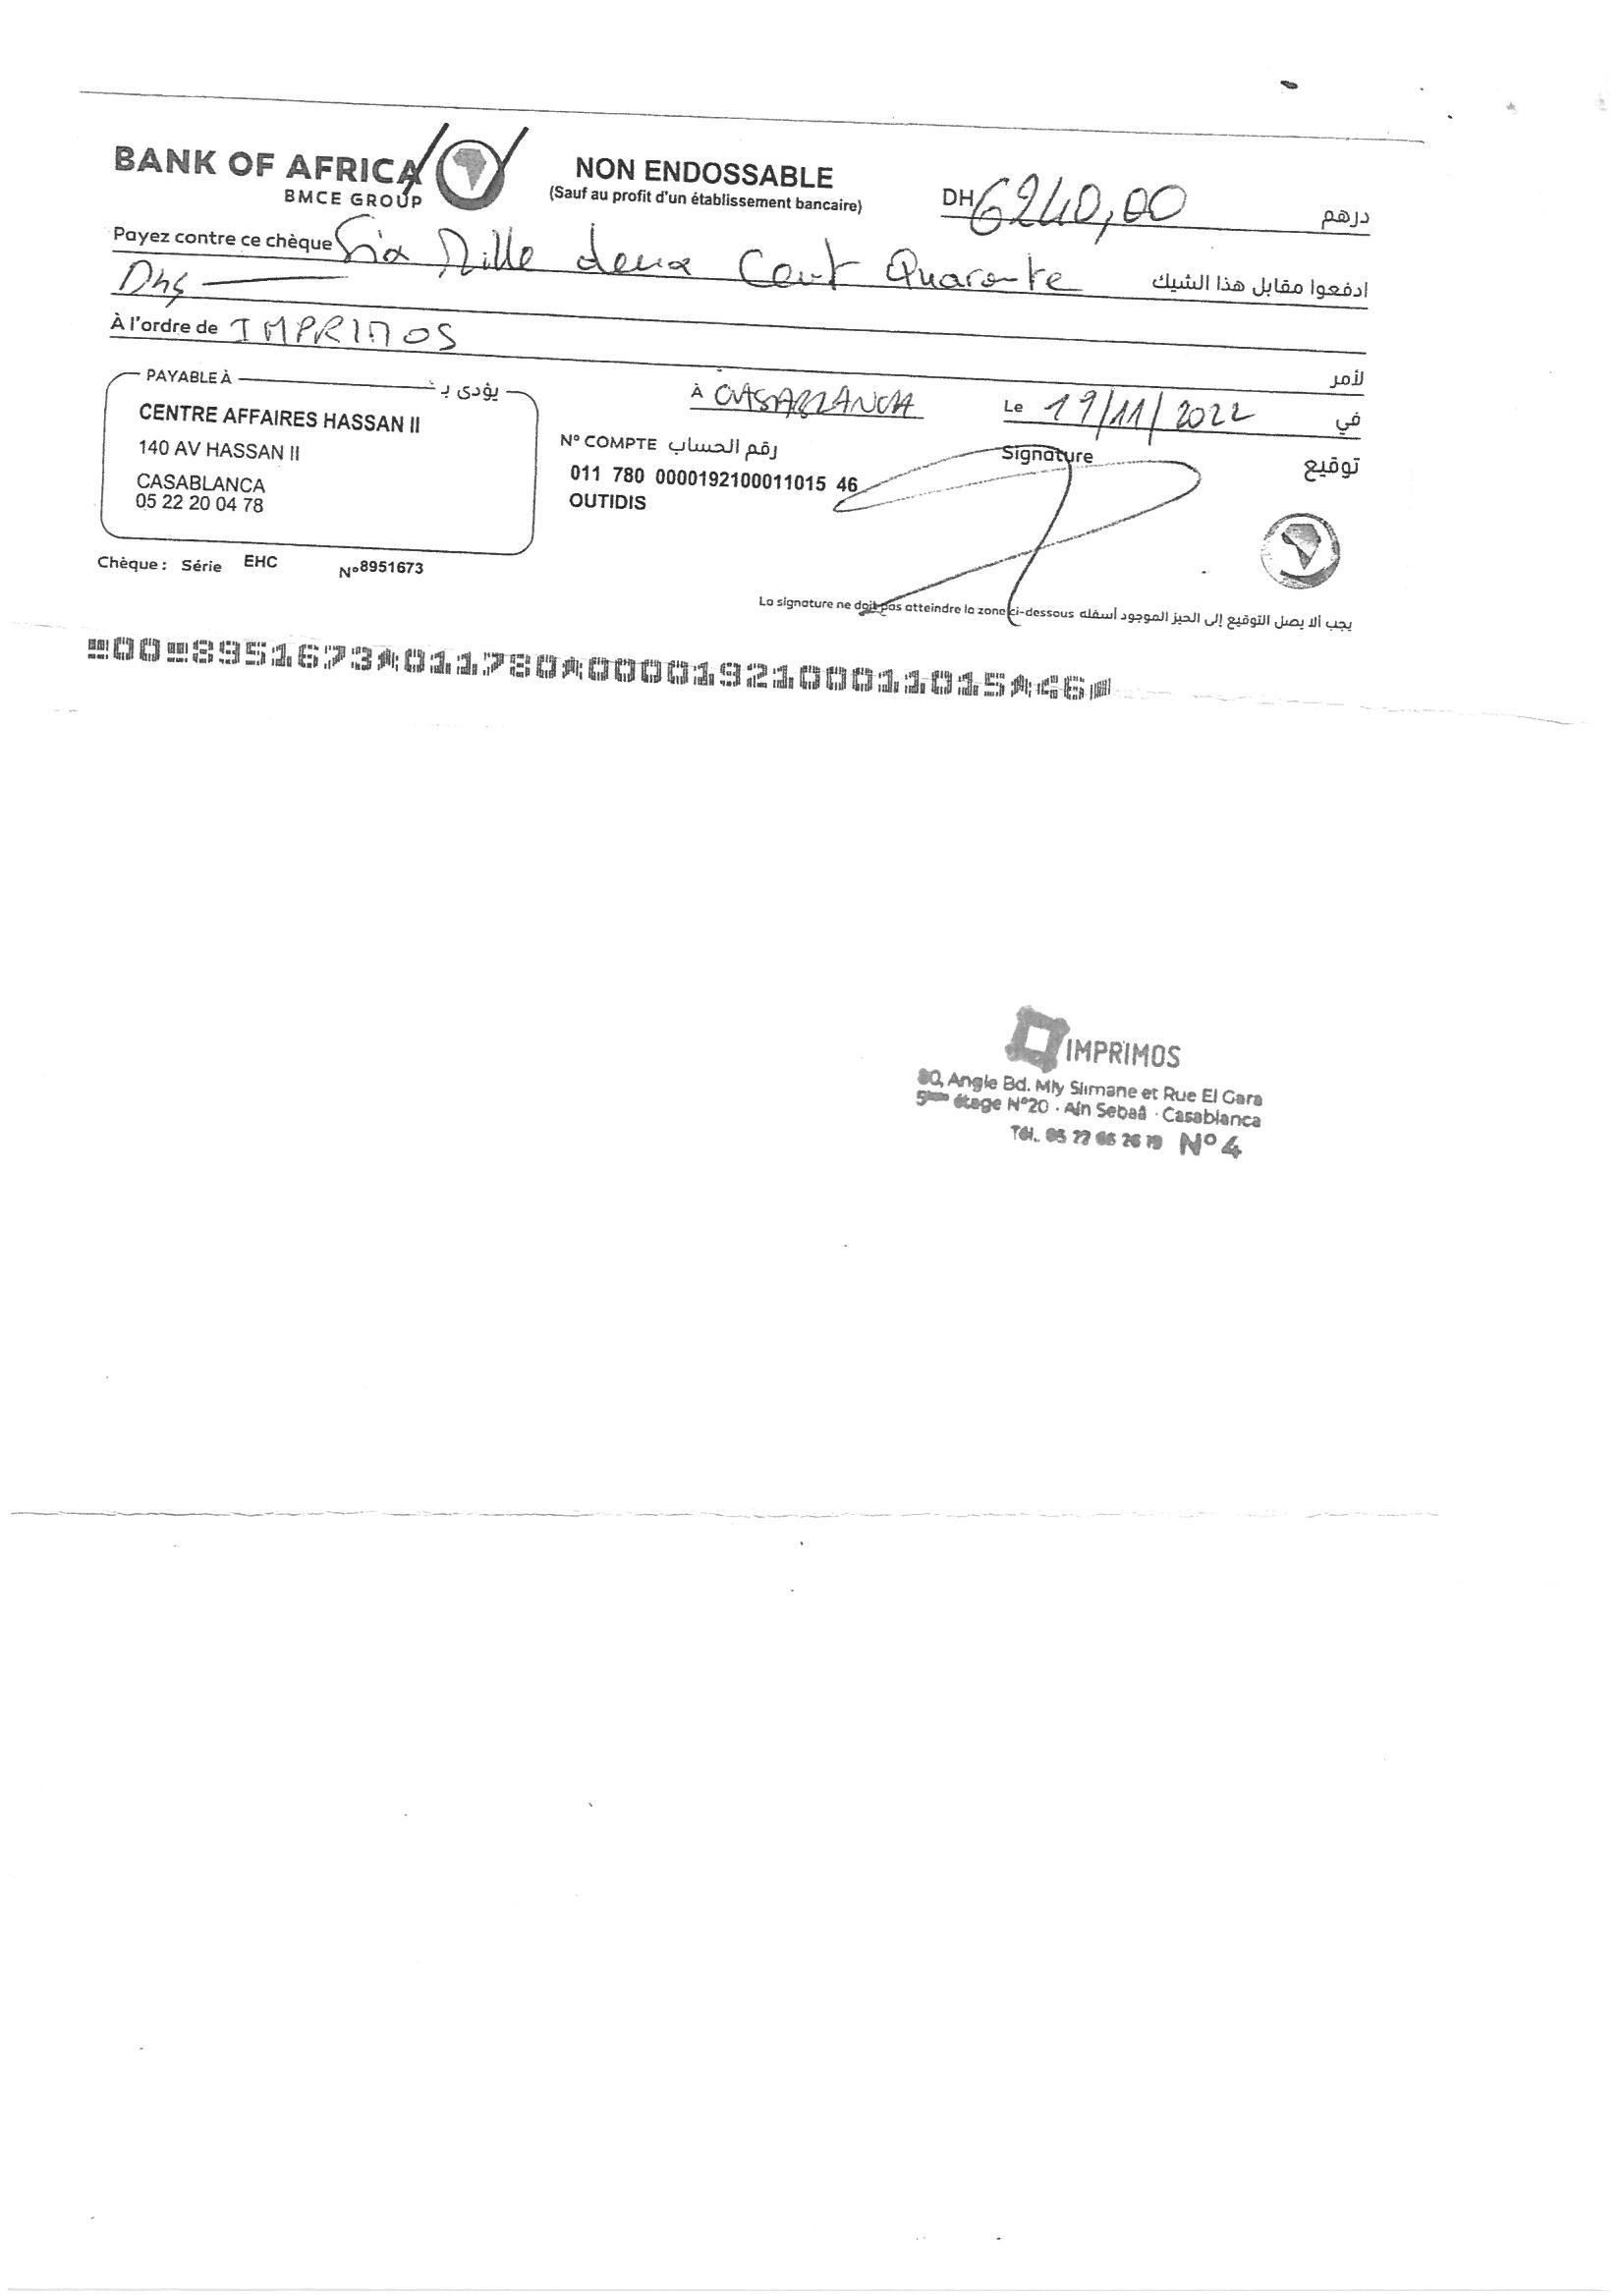 BANK OF AFRICA
BMCE GROUP
NON ENDOSSABLE
(Sauf au profit d'un établissement bancaire)
DH 6240,00 درهم
Payez contre ce chèque Six Mille deux Cent Quarante ادفعوا مقابل هذا الشيك
Dhs
À l'ordre de IMPRIMOS لأمر
PAYABLE À يؤدى بـ
CENTRE AFFAIRES HASSAN II
140 AV HASSAN II
CASABLANCA
05 22 20 04 78
À CASABLANCA Le 19/11/2022 في
N° COMPTE رقم الحساب
011 780 0000192100011015 46
OUTIDIS
Signature توقيع
Chèque : Série EHC N°8951673
La signature ne doit pas atteindre la zone ci-dessous يجب ألا يصل التوقيع إلى الحيز الموجود أسفله
00 8951673 011780 0000192100011015 46
IMPRIMOS
80, Angle Bd. Mly Slimane et Rue El Gara
5ème étage N°20 - Aïn Sebaâ - Casablanca
Tél. 05 22 66 26 19 N° 4